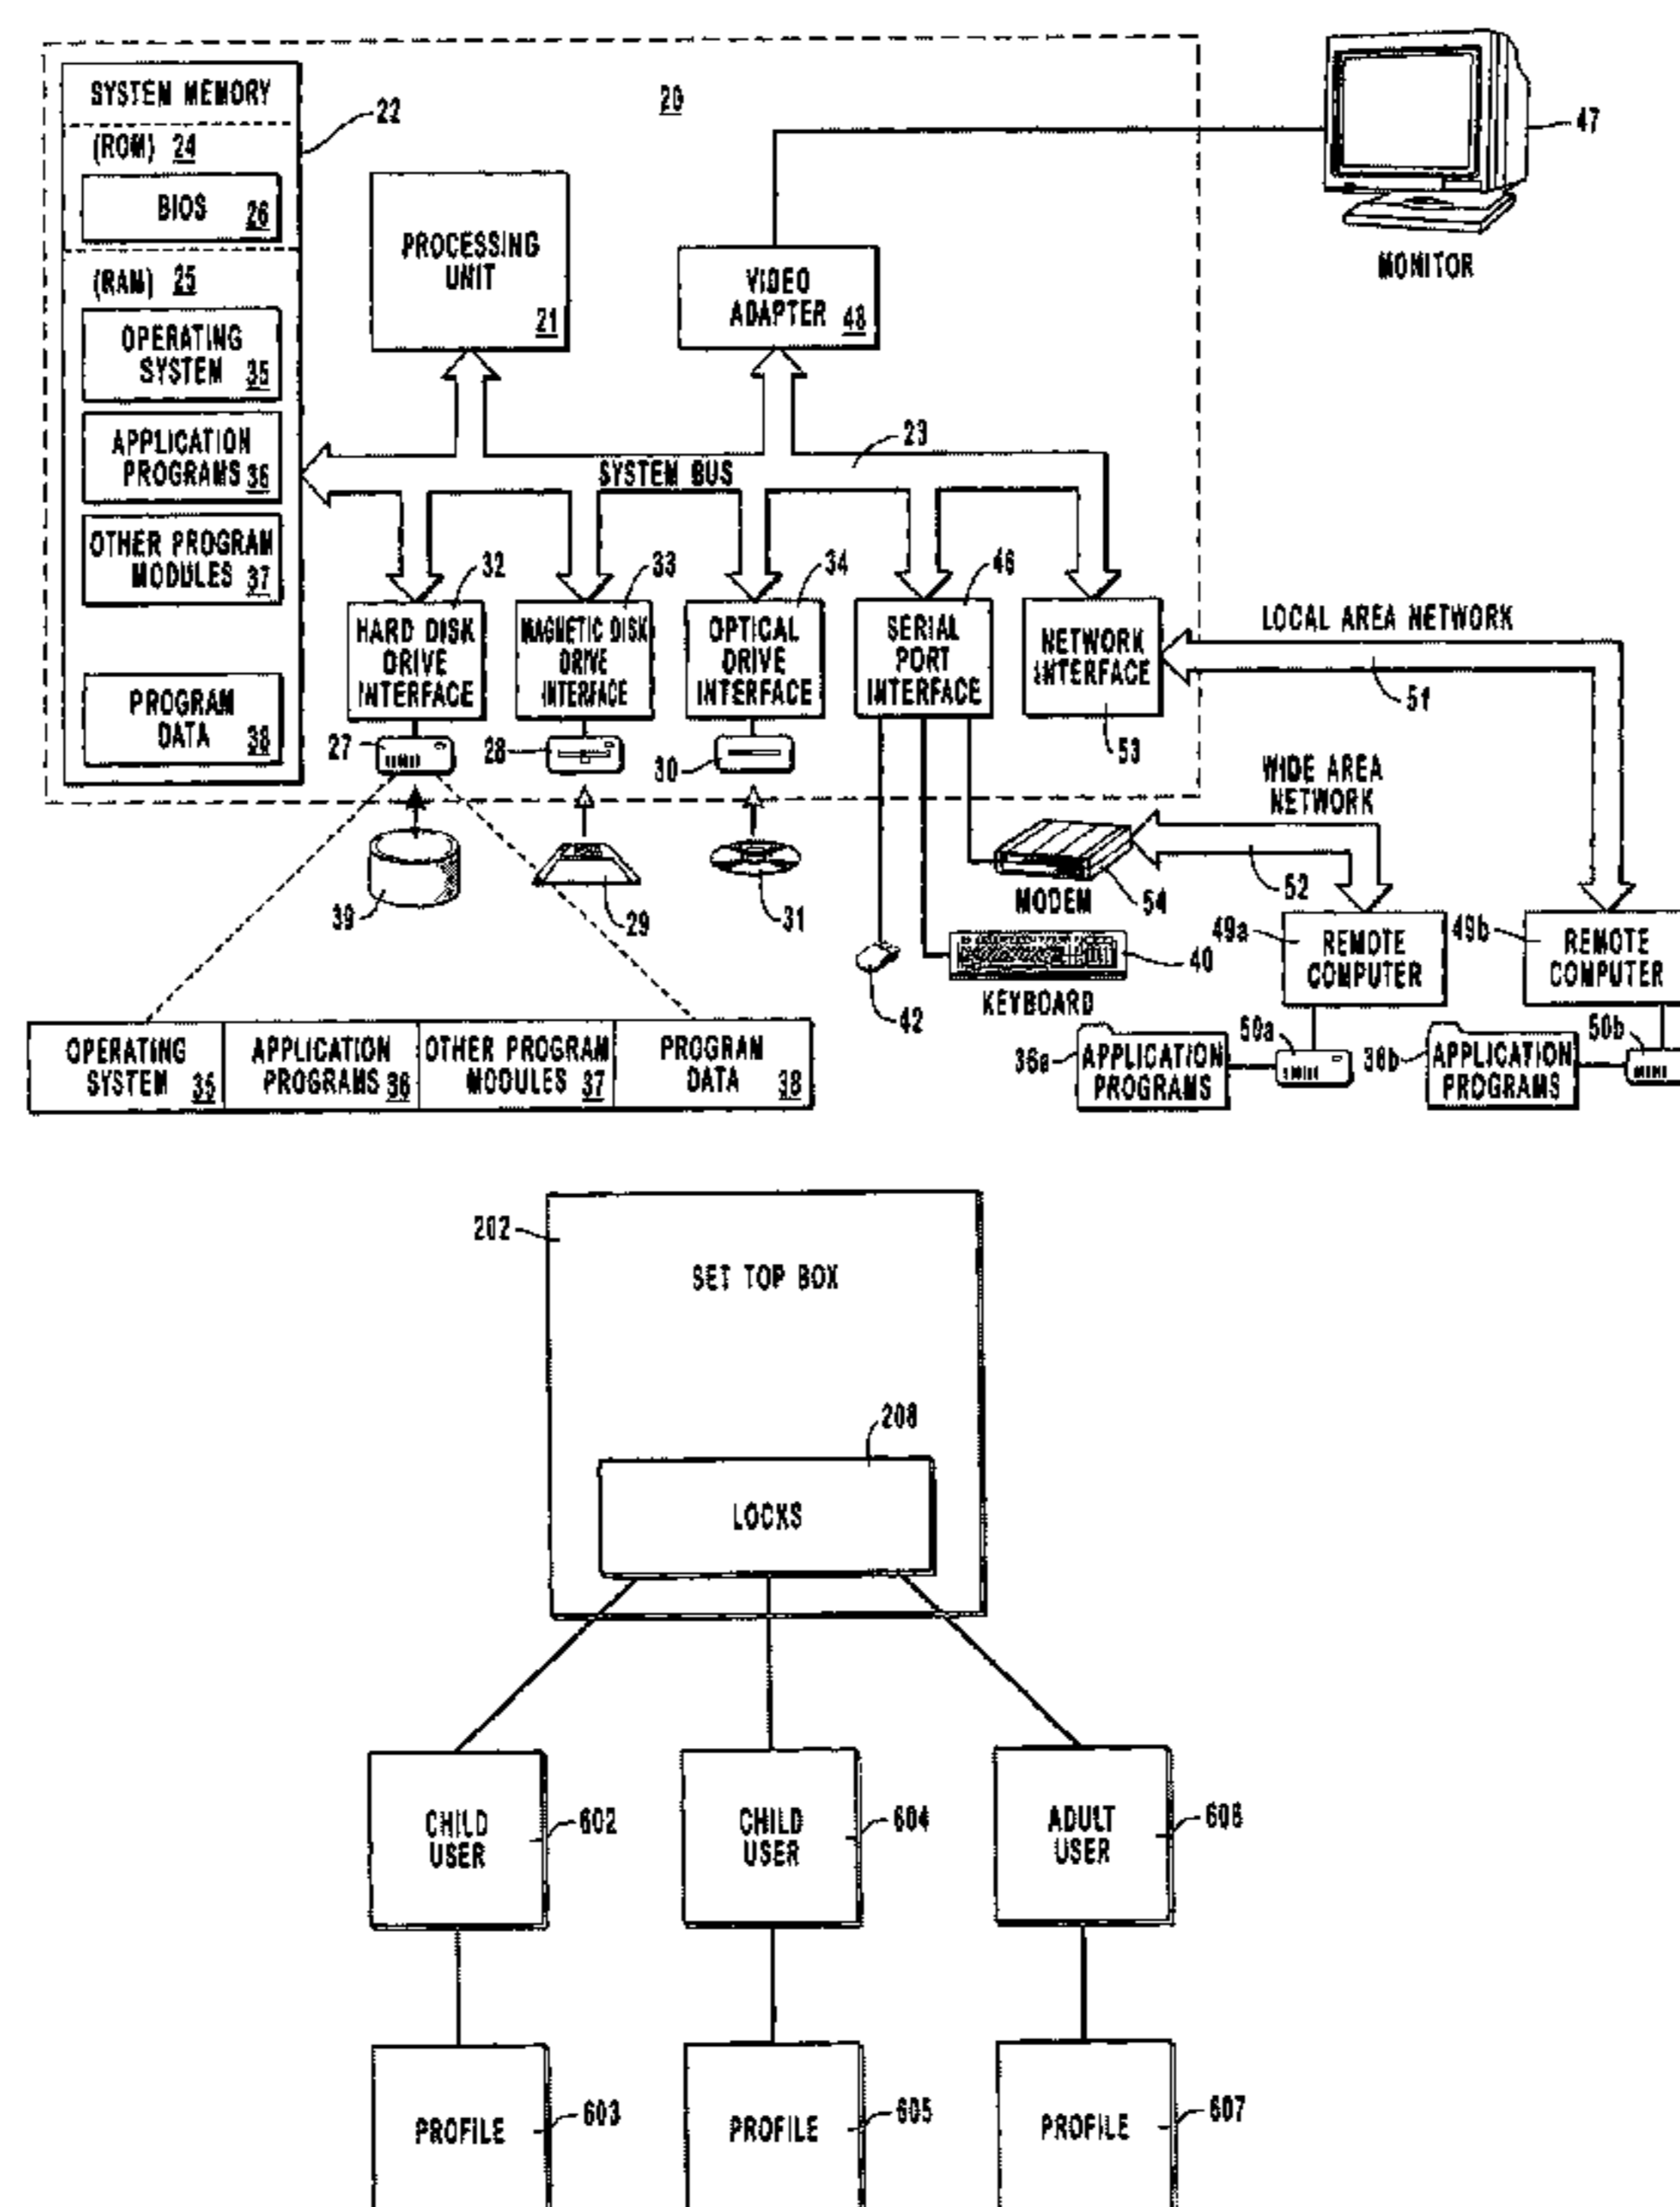 SYSTEM MEMORY
(ROM) 24
BIOS 26
(RAM) 25
OPERATING
SYSTEM 35
APPLICATION
PROGRAMS 36
OTHER PROGRAM
MODULES 37
PROGRAM
DATA 38
22
20
PROCESSING
UNIT
21
VIDEO
ADAPTER 48
47
MONITOR
23
SYSTEM BUS
32
HARD DISK
DRIVE
INTERFACE
33
MAGNETIC DISK
DRIVE
INTERFACE
34
OPTICAL
DRIVE
INTERFACE
46
SERIAL
PORT
INTERFACE
NETWORK
INTERFACE
53
LOCAL AREA NETWORK
51
WIDE AREA
NETWORK
52
27
28
30
39
29
31
MODEM
54
42
KEYBOARD
40
49a
REMOTE
COMPUTER
49b
REMOTE
COMPUTER
OPERATING
SYSTEM 35
APPLICATION
PROGRAMS 36
OTHER PROGRAM
MODULES 37
PROGRAM
DATA 38
36a
APPLICATION
PROGRAMS
50a
36b
APPLICATION
PROGRAMS
50b
202
SET TOP BOX
208
LOCKS
CHILD
USER
602
CHILD
USER
604
ADULT
USER
606
PROFILE
603
PROFILE
605
PROFILE
607